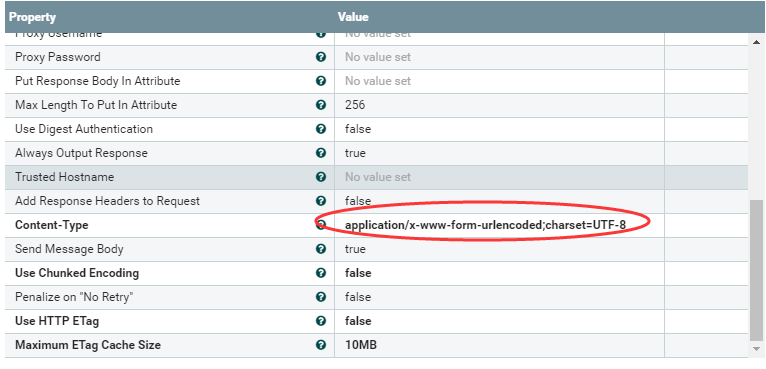 Property Value
Proxy Username No value set
Proxy Password No value set
Put Response Body In Attribute No value set
Max Length To Put In Attribute 256
Use Digest Authentication false
Always Output Response true
Trusted Hostname No value set
Add Response Headers to Request false
Content-Type application/x-www-form-urlencoded;charset=UTF-8
Send Message Body true
Use Chunked Encoding false
Penalize on "No Retry" false
Use HTTP ETag false
Maximum ETag Cache Size 10MB